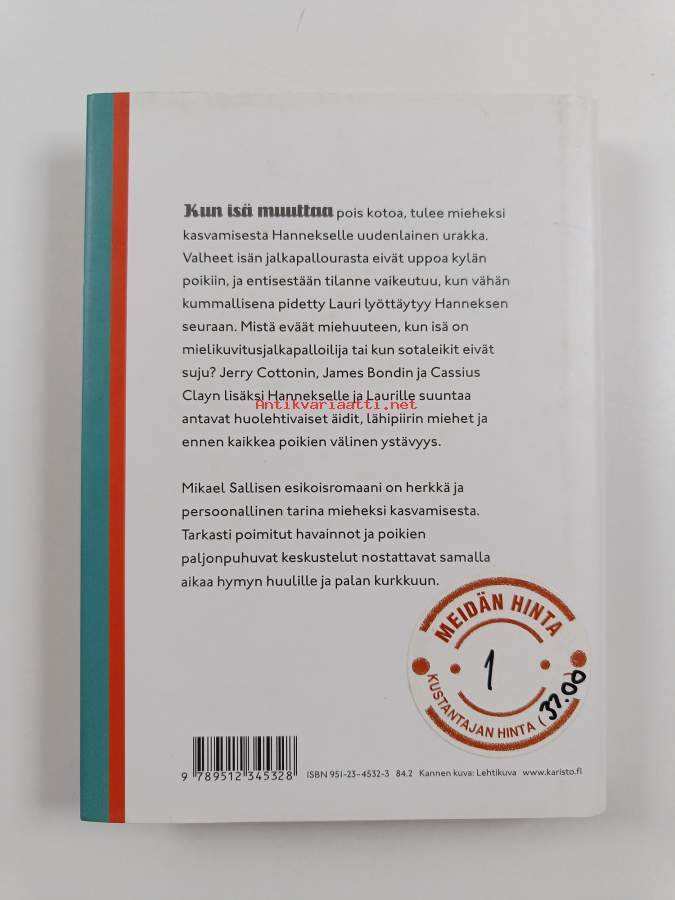 Kun isä muuttaa pois kotoa, tulee mieheksi
kasvamisesta Hannekselle uudenlainen urakka.
Valheet isän jalkapallourasta eivät uppoa kylän
poikiin, ja entisestään tilanne vaikeutuu, kun vähän
kummallisena pidetty Lauri lyöttäytyy Hanneksen
seuraan. Mistä eväät miehuuteen, kun isä on
mielikuvitusjalkapalloilija tai kun sotaleikit eivät
suju? Jerry Cottonin, James Bondin ja Cassius
Clayn lisäksi Hannekselle ja Laurille suuntaa
Antikvariaatti.net
antavat huolehtivaiset äidit, lähipiirin miehet ja
ennen kaikkea poikien välinen ystävyys.
Mikael Sallisen esikoisromaani on herkkä ja
persoonallinen tarina mieheksi kasvamisesta.
Tarkasti poimitut havainnot ja poikien
paljonpuhuvat keskustelut nostattavat samalla
aikaa hymyn huulille ja palan kurkkuun.
MEIDÄN HINTA
1
KUSTANTAJAN HINTA (37.00)
9 789512 345328
ISBN 951-23-4532-3 84.2 Kannen kuva: Lehtikuva www.karisto.fi